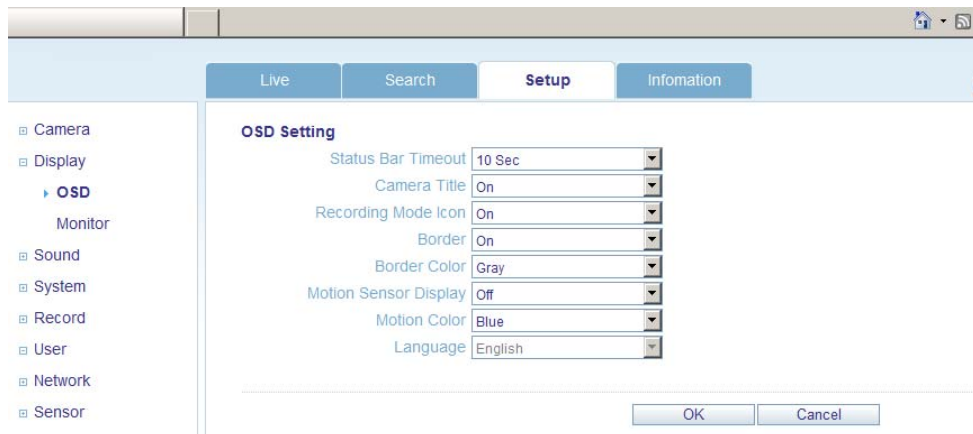 Live Search Setup Infomation
Camera
Display
OSD
Monitor
Sound
System
Record
User
Network
Sensor
OSD Setting
Status Bar Timeout 10 Sec
Camera Title On
Recording Mode Icon On
Border On
Border Color Gray
Motion Sensor Display Off
Motion Color Blue
Language English
OK Cancel